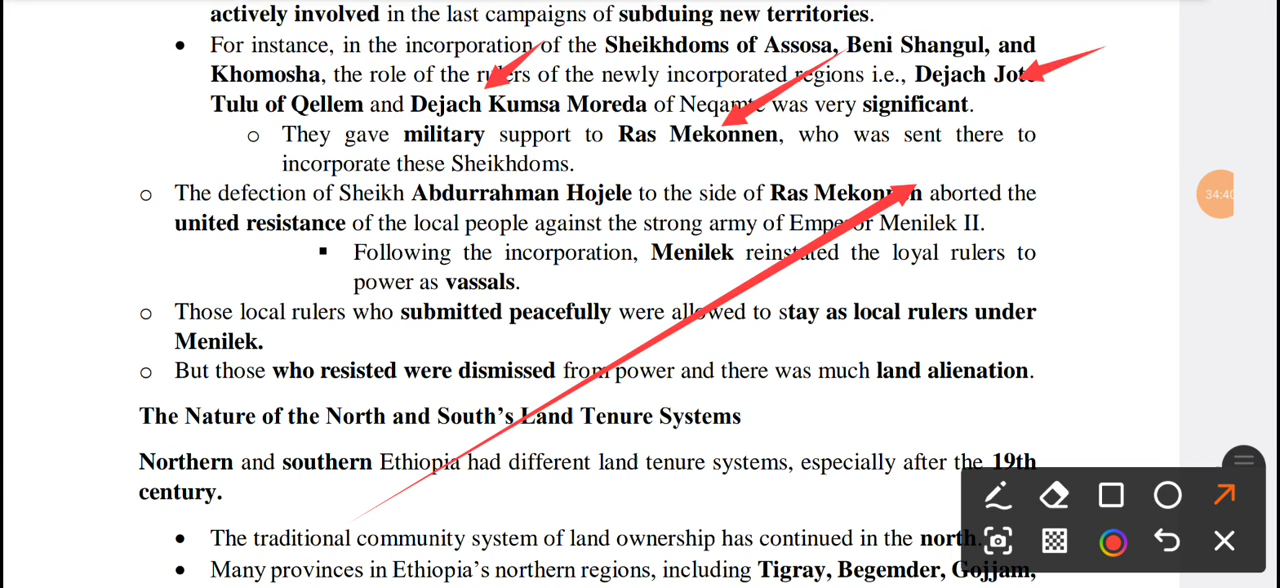 actively involved in the last campaigns of subduing new territories.
• For instance, in the incorporation of the Sheikhdoms of Assosa, Beni Shangul, and
Khomosha, the role of the rulers of the newly incorporated regions i.e., Dejach Jote
Tulu of Qellem and Dejach Kumsa Moreda of Neqamte was very significant.
o They gave military support to Ras Mekonnen, who was sent there to
incorporate these Sheikhdoms.
o The defection of Sheikh Abdurrahman Hojele to the side of Ras Mekonnen aborted the
united resistance of the local people against the strong army of Emperor Menilek II.
▪ Following the incorporation, Menilek reinstated the loyal rulers to
power as vassals.
o Those local rulers who submitted peacefully were allowed to stay as local rulers under
Menilek.
o But those who resisted were dismissed from power and there was much land alienation.
The Nature of the North and South's Land Tenure Systems
Northern and southern Ethiopia had different land tenure systems, especially after the 19th
century.
• The traditional community system of land ownership has continued in the north.
• Many provinces in Ethiopia's northern regions, including Tigray, Begemder, Gojjam,
34:40